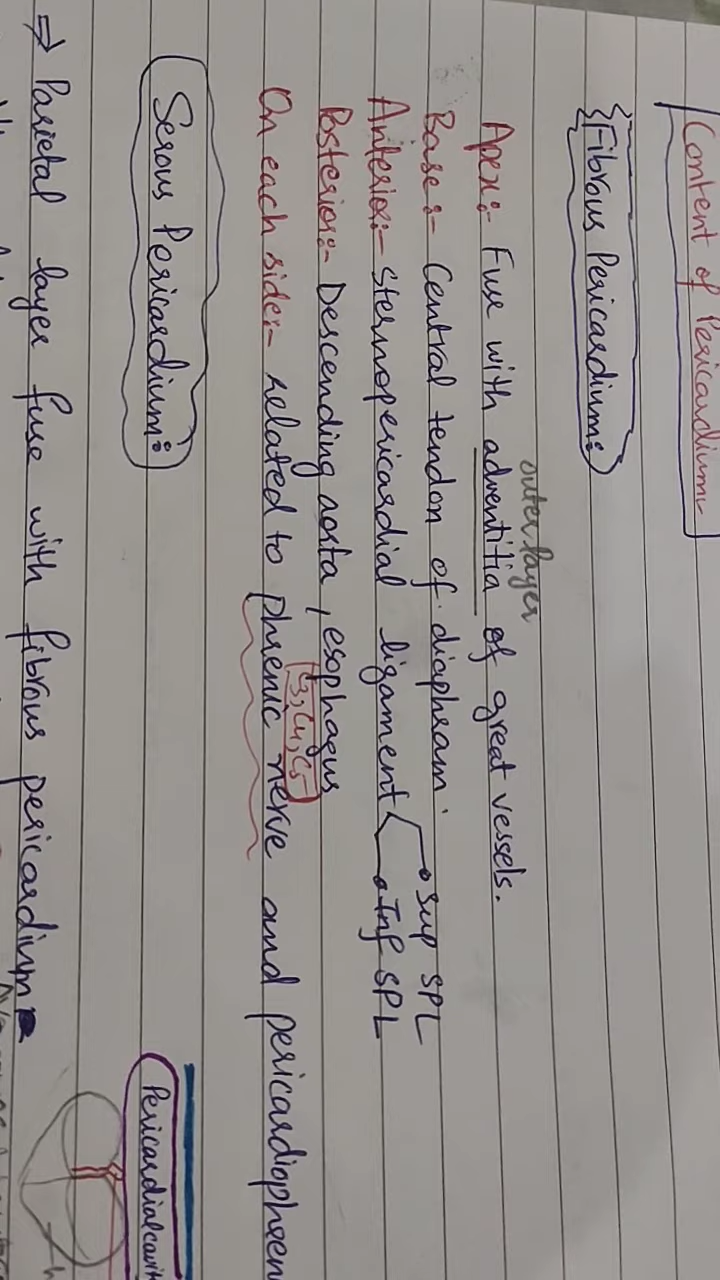 Content of Pericardium
Fibrous Pericardium:
outer layer
Apex:- Fuse with adventitia of great vessels.
Base:- Central tendon of diaphram
Anterior:- sternopericardial ligament
Sup SPL
Inf SPL
Posterior:- Descending aorta, esophagus
C3, C4, C5
On each side:- related to phrenic nerve and pericardiophren
Serous Pericardium:
⇒ Parietal layer fuse with fibrous pericardium
Pericardial cavit